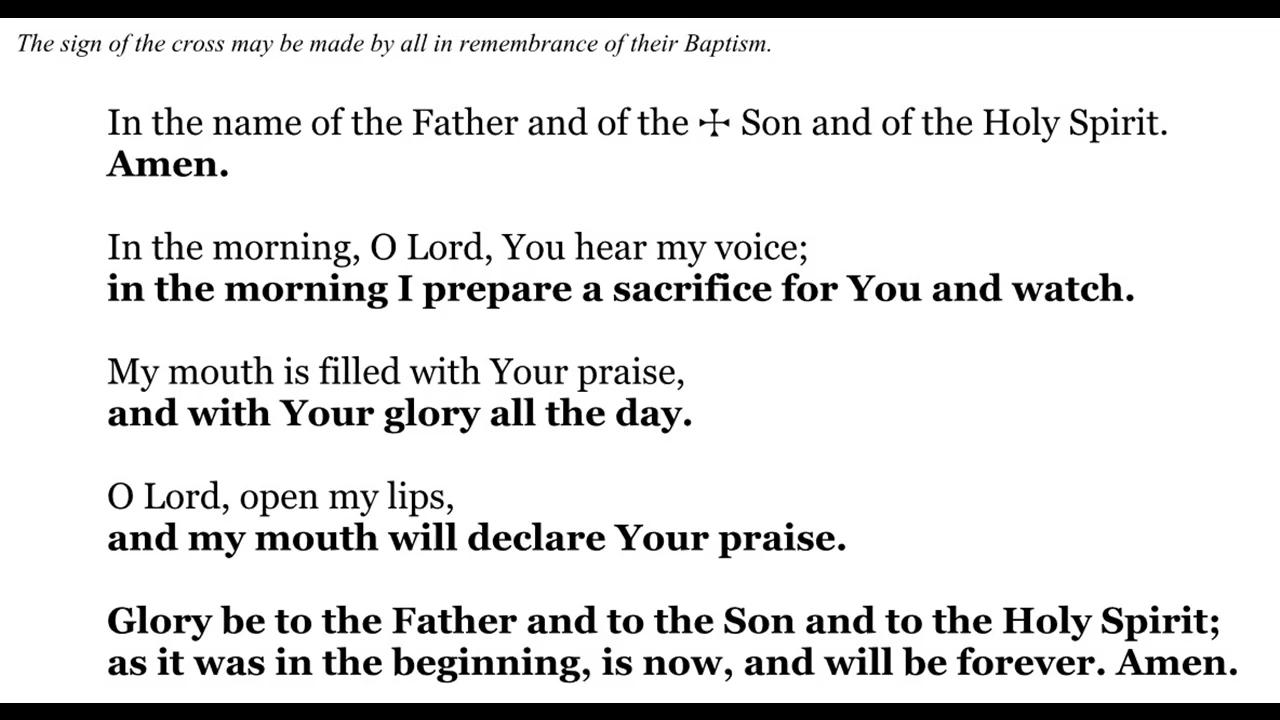 The sign of the cross may be made by all in remembrance of their Baptism.
In the name of the Father and of the ☩ Son and of the Holy Spirit.
Amen.
In the morning, O Lord, You hear my voice;
in the morning I prepare a sacrifice for You and watch.
My mouth is filled with Your praise,
and with Your glory all the day.
O Lord, open my lips,
and my mouth will declare Your praise.
Glory be to the Father and to the Son and to the Holy Spirit;
as it was in the beginning, is now, and will be forever. Amen.